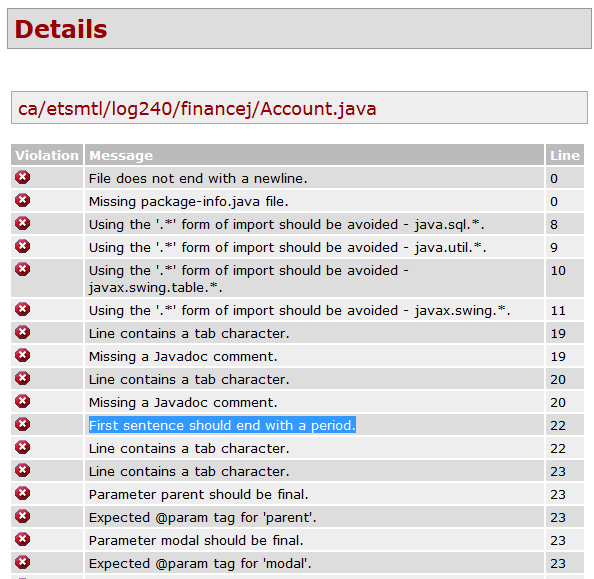 Details
ca/etsmtl/log240/financej/Account.java
Violation Message Line
File does not end with a newline. 0
Missing package-info.java file. 0
Using the '.*' form of import should be avoided - java.sql.*. 8
Using the '.*' form of import should be avoided - java.util.*. 9
Using the '.*' form of import should be avoided - 10
javax.swing.table.*.
Using the '.*' form of import should be avoided - javax.swing.*. 11
Line contains a tab character. 19
Missing a Javadoc comment. 19
Line contains a tab character. 20
Missing a Javadoc comment. 20
First sentence should end with a period. 22
Line contains a tab character. 22
Line contains a tab character. 23
Parameter parent should be final. 23
Expected @param tag for 'parent'. 23
Parameter modal should be final. 23
Expected @param tag for 'modal'. 23